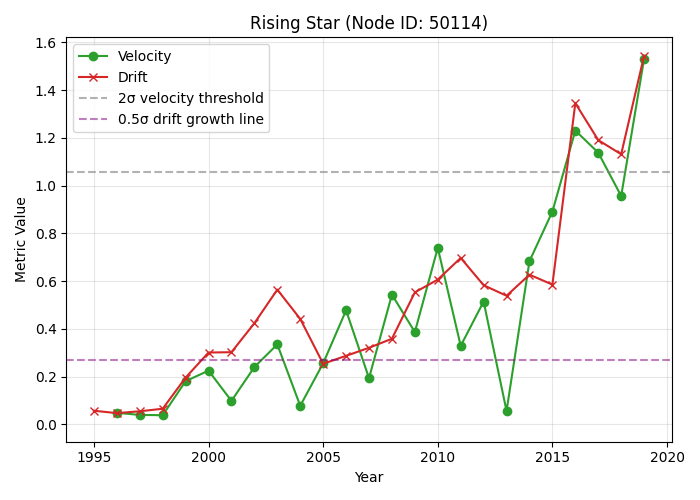 Rising Star (Node ID: 50114)
Velocity
Drift
2σ velocity threshold
0.5σ drift growth line
Metric Value
1.6
1.4
1.2
1.0
0.8
0.6
0.4
0.2
0.0
1995 2000 2005 2010 2015 2020
Year